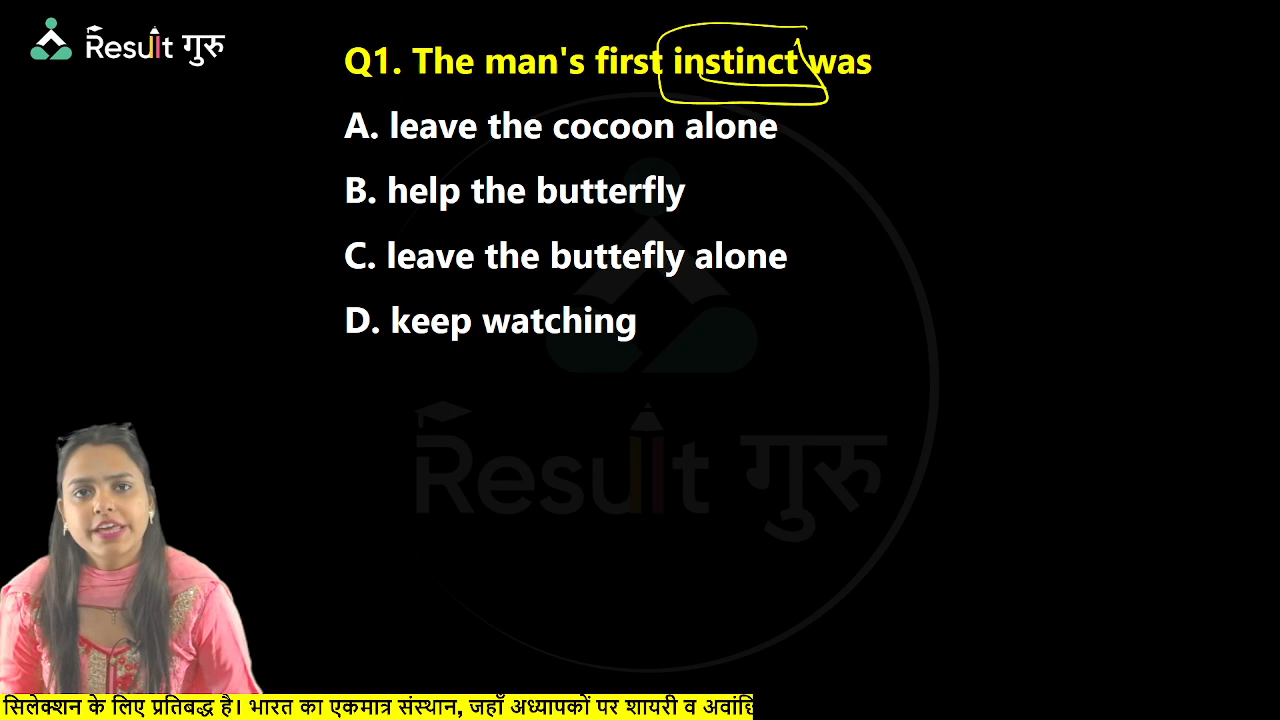 Result गुरु
Q1. The man's first instinct was
A. leave the cocoon alone
B. help the butterfly
C. leave the buttefly alone
D. keep watching
Result गुरु
सिलेक्शन के लिए प्रतिबद्ध है। भारत का एकमात्र संस्थान, जहाँ अध्यापकों पर शायरी व